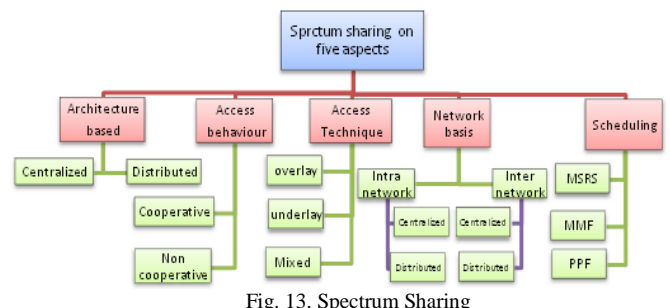 Sprctum sharing on
five aspects
Architecture
based
Access
behaviour
Access
Technique
Network
basis
Scheduling
Centralized
Distributed
Cooperative
Non
cooperative
overlay
underlay
Mixed
Intra
network
Inter
network
Centralized
Distributed
Centralized
Distributed
MSRS
MMF
PPF
Fig. 13. Spectrum Sharing